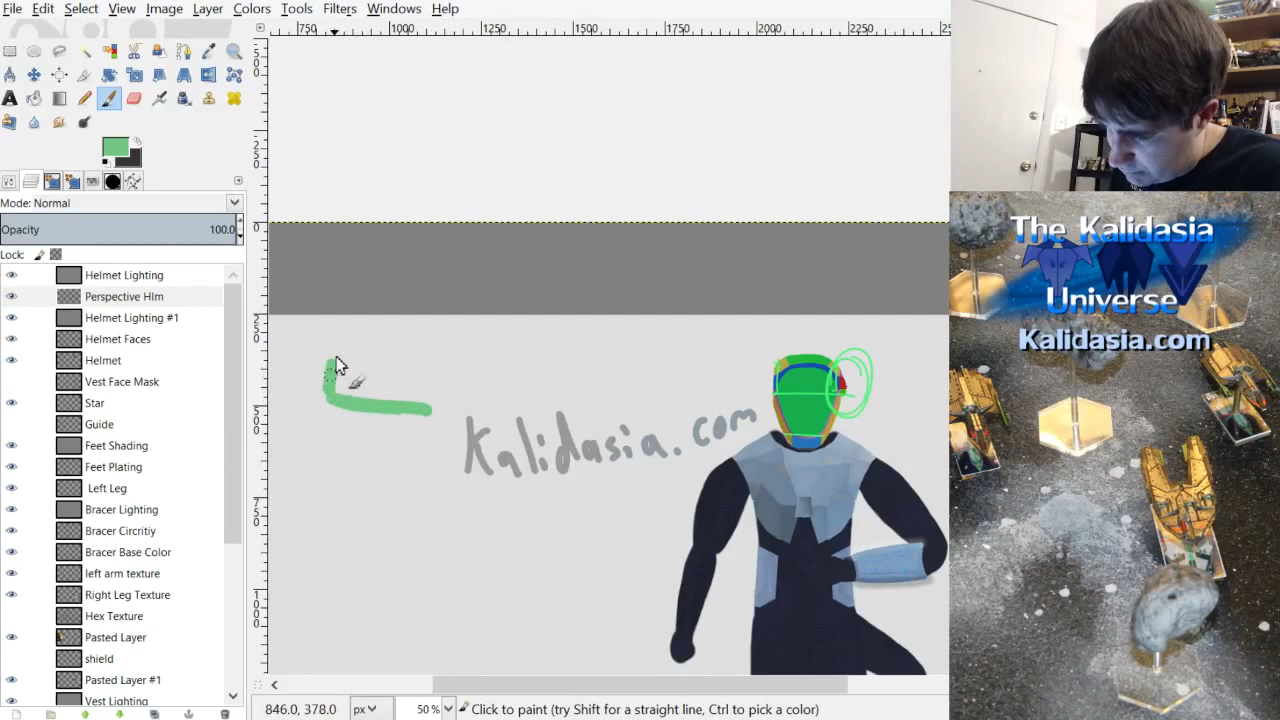 File Edit Select View Image Layer Colors Tools Filters Windows Help
750 1000 1250 1500 1750 2000 2250
Mode: Normal
Opacity 100.0
Lock:
Helmet Lighting
Perspective Hlm
Helmet Lighting #1
Helmet Faces
Helmet
Vest Face Mask
Star
Guide
Feet Shading
Feet Plating
Left Leg
Bracer Lighting
Bracer Circritiy
Bracer Base Color
left arm texture
Right Leg Texture
Hex Texture
Pasted Layer
shield
Pasted Layer #1
Vest Lighting
Kalidasia.com
846.0, 378.0 px 50 % Click to paint (try Shift for a straight line, Ctrl to pick a color)
The Kalidasia
Universe
Kalidasia.com